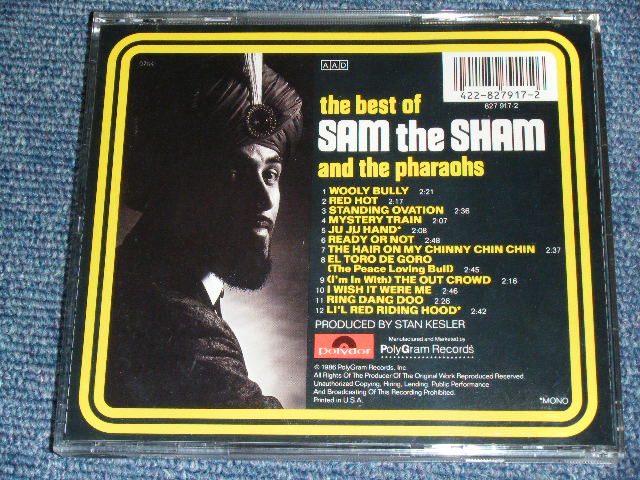 AAD
422-827917-2
827 917-2
the best of
SAM the SHAM
and the pharaohs
1 WOOLY BULLY 2:21
2 RED HOT 2:17
3 STANDING OVATION 2:36
4 MYSTERY TRAIN 2:07
5 JU JU HAND* 2:08
6 READY OR NOT 2:48
7 THE HAIR ON MY CHINNY CHIN CHIN 2:37
8 EL TORO DE GORO
(The Peace Loving Bull) 2:45
9 (I'm In With) THE OUT CROWD 2:16
10 I WISH IT WERE ME 2:46
11 RING DANG DOO 2:26
12 LI'L RED RIDING HOOD* 2:42
PRODUCED BY STAN KESLER
Polydor
Manufactured and Marketed by
PolyGram Records
© 1986 PolyGram Records, Inc.
All Rights Of The Producer Of The Original Work Reproduced Reserved.
Unauthorized Copying, Hiring, Lending, Public Performance
And Broadcasting Of This Recording Prohibited.
Printed in U.S.A.
*MONO